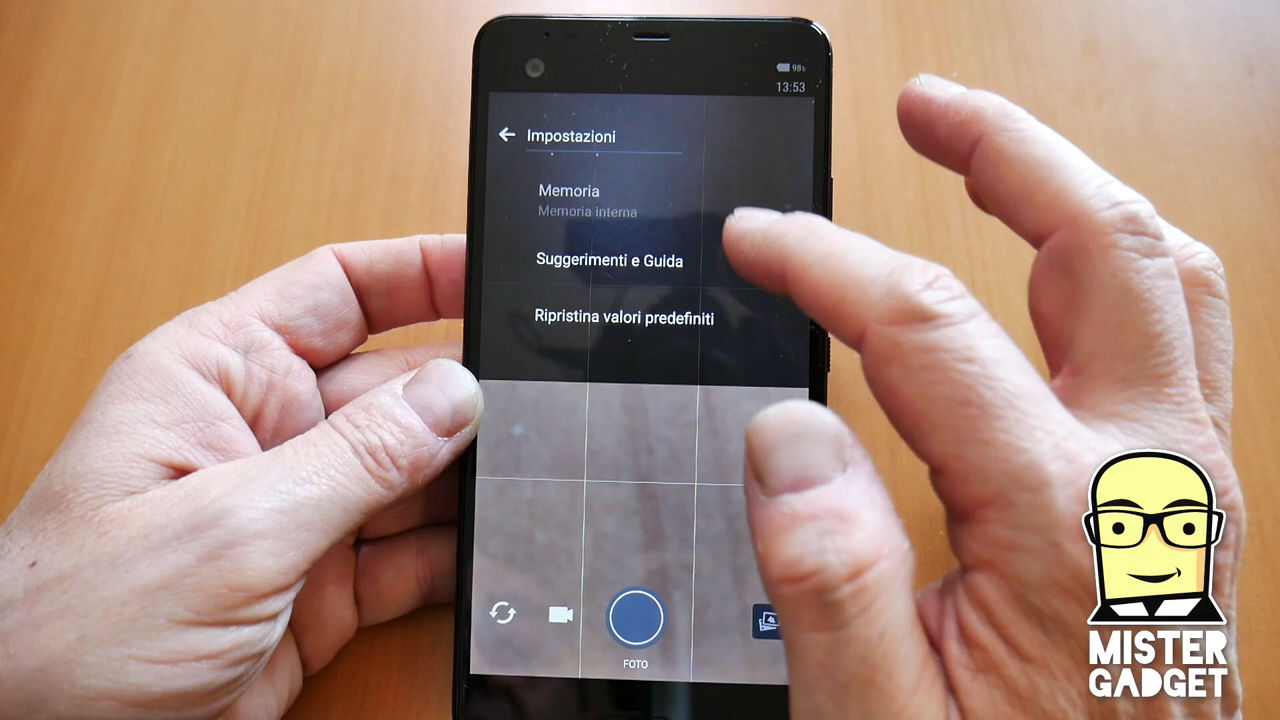 98%
13:53
Impostazioni
Memoria
Memoria interna
Suggerimenti e Guida
Ripristina valori predefiniti
FOTO
MISTER
GADGET